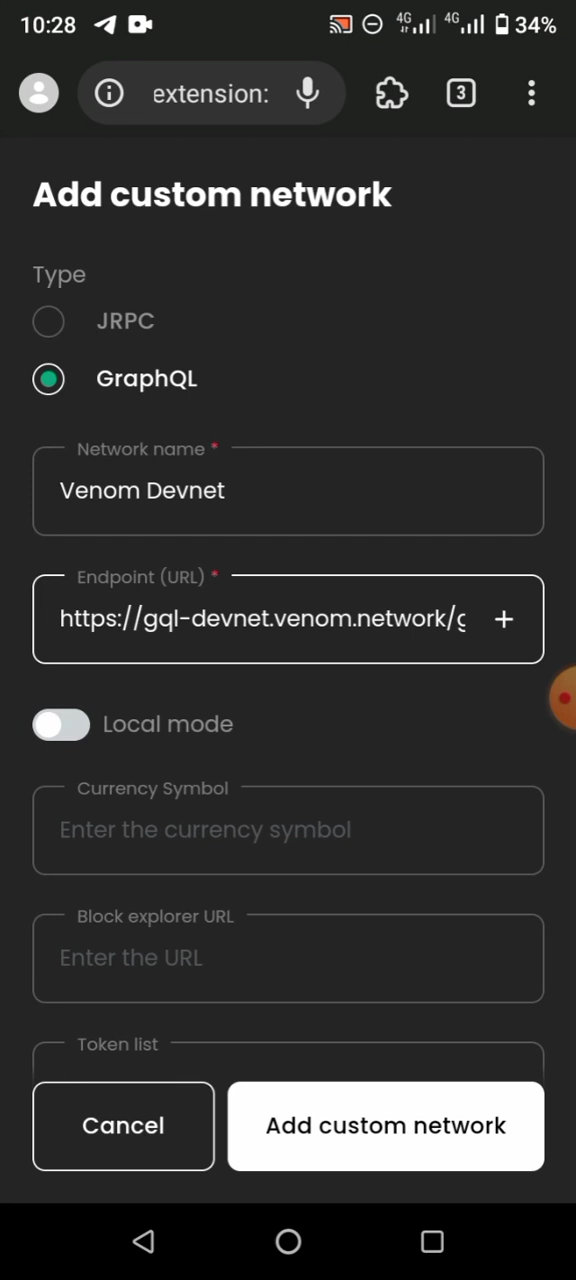 10:28 4G 4G 34%
extension: 3
Add custom network
Type
JRPC
GraphQL
Network name *
Venom Devnet
Endpoint (URL) *
https://gql-devnet.venom.network/g +
Local mode
Currency Symbol
Enter the currency symbol
Block explorer URL
Enter the URL
Token list
Cancel Add custom network